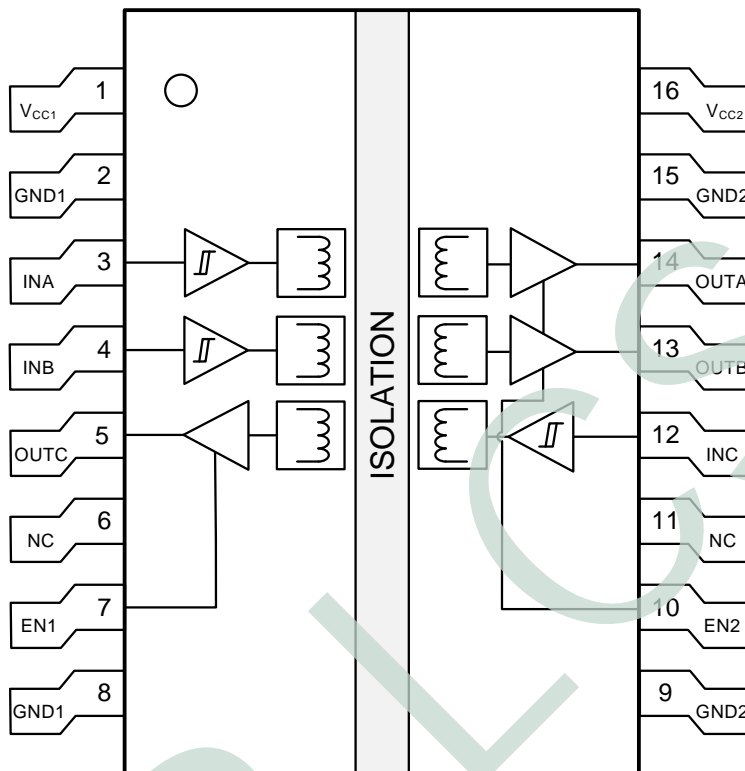 1 16
VCC1 VCC2
2 15
GND1 GND2
3 14
INA OUTA
4 13
INB OUTB
ISOLATION
5 12
OUTC INC
6 11
NC NC
7 10
EN1 EN2
8 9
GND1 GND2